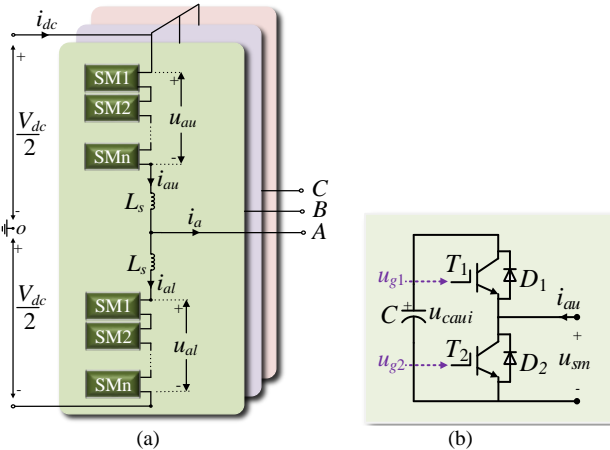 i_dc
+
V_dc
2
-
o
+
V_dc
2
-
SM1
SM2
SMn
+
u_au
-
i_au
L_s
i_a
L_s
i_al
SM1
SM2
SMn
+
u_al
-
C
B
A
(a)
u_g1
T_1
D_1
C
+
u_caui
i_au
u_g2
T_2
D_2
+
u_sm
-
(b)